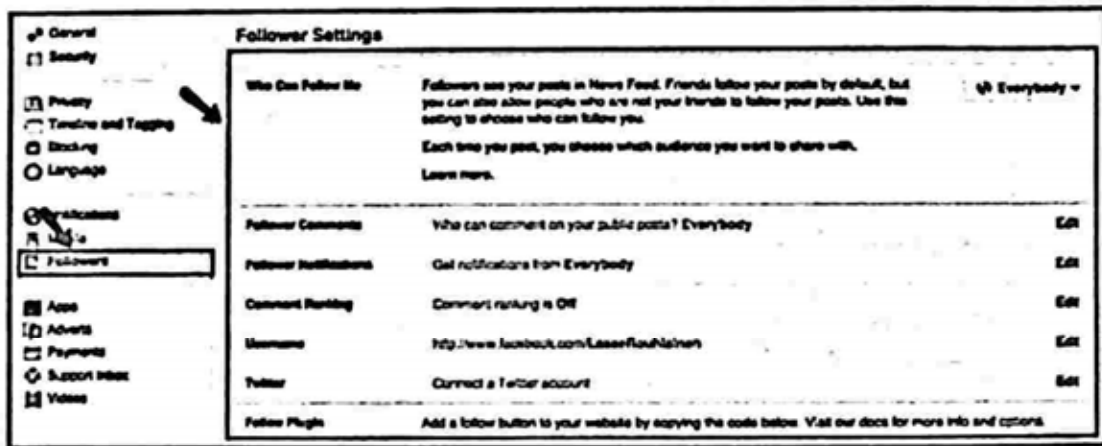 General
Security
Privacy
Timeline and Tagging
Blocking
Language
Followers
Apps
Adverts
Payments
Support Inbox
Videos
Follower Settings
Who Can Follow Me
Followers see your posts in News Feed. Friends follow your posts by default, but
you can also allow people who are not your friends to follow your posts. Use this
setting to choose who can follow you.
Each time you post, you choose which audience you want to share with.
Learn more.
Everybody
Follower Comments Who can comment on your public posts? Everybody Edit
Follower Notifications Get notifications from Everybody Edit
Comment Ranking Comment ranking is Off Edit
Username Edit
Twitter Connect a Twitter account Edit
Follow Plugin Add a follow button to your website by copying the code below. Visit our docs for more info and options.